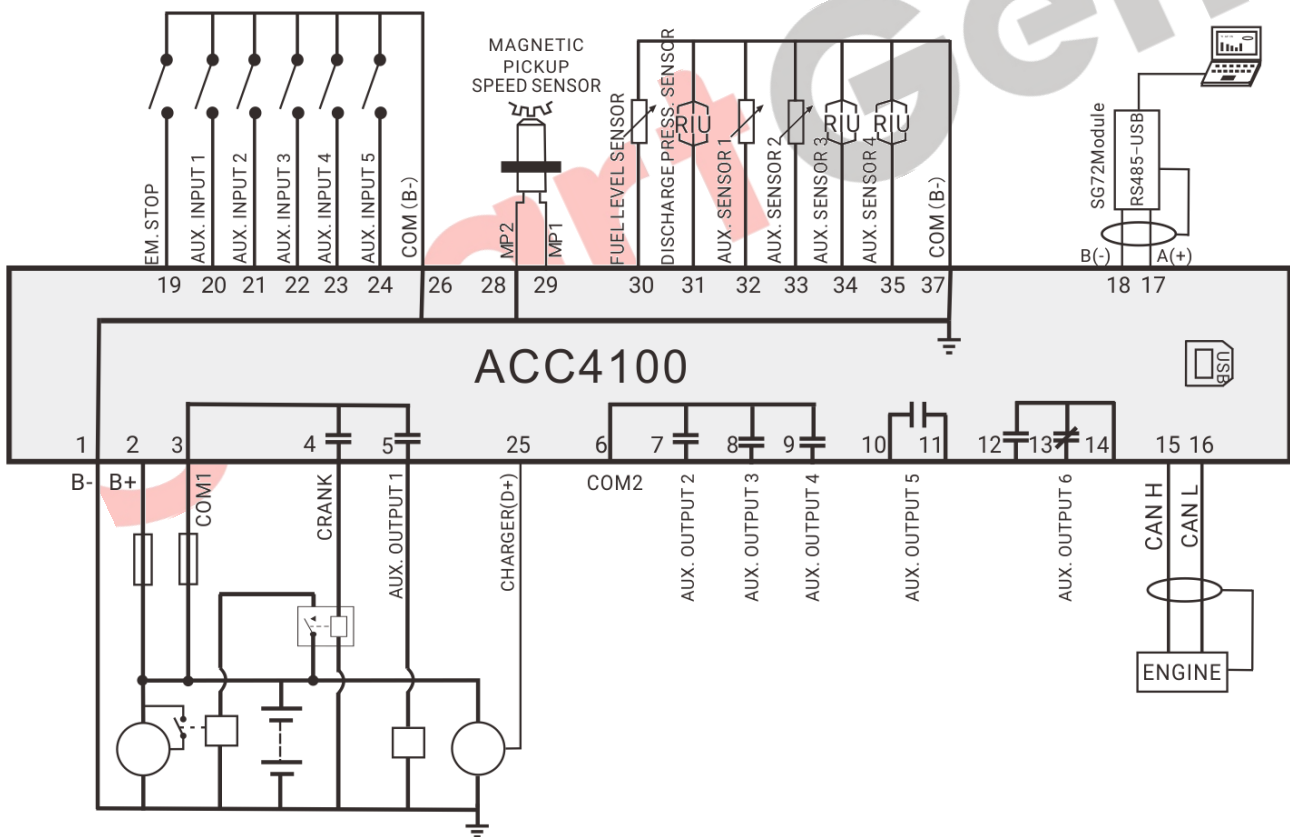 MAGNETIC
PICKUP
SPEED SENSOR
EM. STOP
AUX. INPUT 1
AUX. INPUT 2
AUX. INPUT 3
AUX. INPUT 4
AUX. INPUT 5
COM (B-)
MP2
MP1
FUEL LEVEL SENSOR
DISCHARGE PRESS. SENSOR
R I U
AUX. SENSOR 1
AUX. SENSOR 2
AUX. SENSOR 3
R I U
AUX. SENSOR 4
R I U
COM (B-)
SG72Module
RS485-USB
B(-)
A(+)
19 20 21 22 23 24 26 28 29 30 31 32 33 34 35 37 18 17
ACC4100
USB
1 2 3 4 5 25 6 7 8 9 10 11 12 13 14 15 16
B-
B+
COM1
CRANK
AUX. OUTPUT 1
CHARGER(D+)
COM2
AUX. OUTPUT 2
AUX. OUTPUT 3
AUX. OUTPUT 4
AUX. OUTPUT 5
AUX. OUTPUT 6
CAN H
CAN L
ENGINE